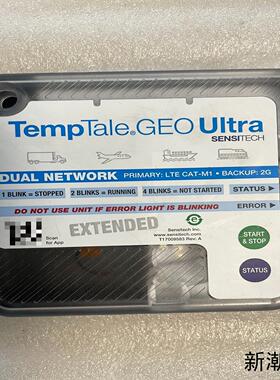 TempTale® GEO Ultra
SENSITECH
DUAL NETWORK PRIMARY: LTE CAT-M1 • BACKUP: 2G
1 BLINK = STOPPED 2 BLINKS = RUNNING 4 BLINKS = NOT STARTED STATUS
DO NOT USE UNIT IF ERROR LIGHT IS BLINKING ERROR
Scan
for App
EXTENDED
Sensitech Inc.
www.sensitech.com
T17009583 Rev. A
START
&
STOP
STATUS
新潮